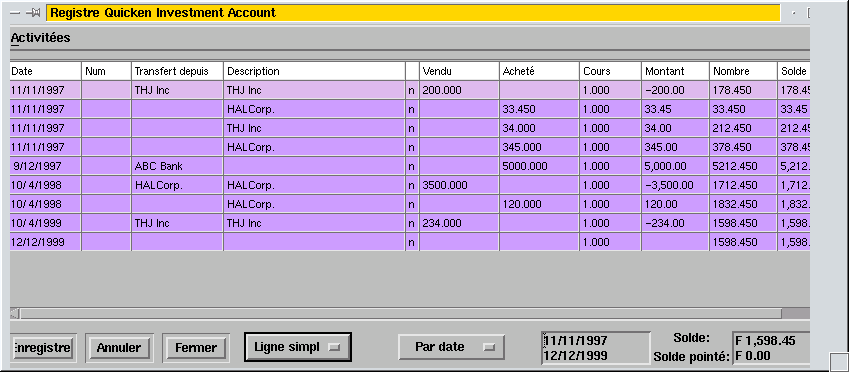 Registre Quicken Investment Account
Activitées
Date Num Transfert depuis Description Vendu Acheté Cours Montant Nombre Solde
11/11/1997 THJ Inc THJ Inc n 200.000 1.000 -200.00 178.450 178.45
11/11/1997 HALCorp. n 33.450 1.000 33.45 33.450 33.45
11/11/1997 THJ Inc n 34.000 1.000 34.00 212.450 212.45
11/11/1997 HALCorp. n 345.000 1.000 345.00 378.450 378.45
9/12/1997 ABC Bank n 5000.000 1.000 5,000.00 5212.450 5,212.
10/ 4/1998 HALCorp. HALCorp. n 3500.000 1.000 -3,500.00 1712.450 1,712.
10/ 4/1998 HALCorp. n 120.000 1.000 120.00 1832.450 1,832.
10/ 4/1999 THJ Inc THJ Inc n 234.000 1.000 -234.00 1598.450 1,598.
12/12/1999 n 1.000 1598.450 1,598.
Enregistre Annuler Fermer Ligne simpl Par date 11/11/1997 Solde: F 1,598.45
12/12/1999 Solde pointé: F 0.00